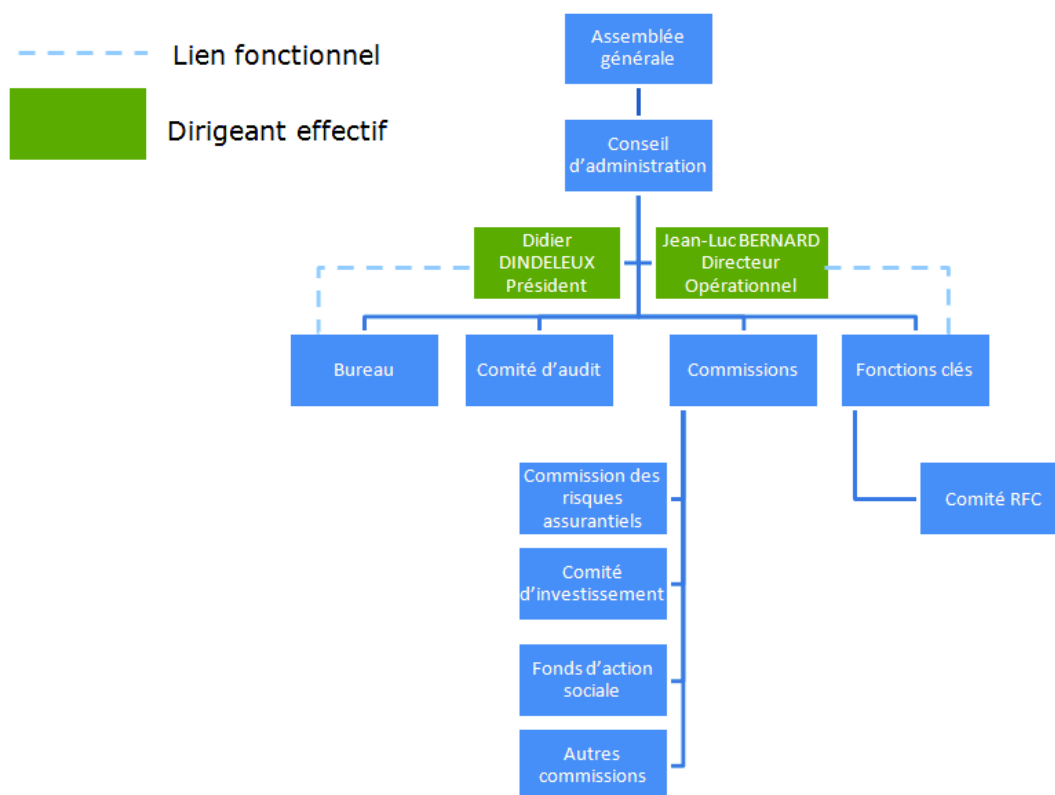 Lien fonctionnel
Dirigeant effectif
Assemblée
générale
Conseil
d'administration
Didier
DINDELEUX
Président
Jean-Luc BERNARD
Directeur
Opérationnel
Bureau
Comité d'audit
Commissions
Fonctions clés
Commission des
risques
assurantiels
Comité RFC
Comité
d'investissement
Fonds d'action
sociale
Autres
commissions